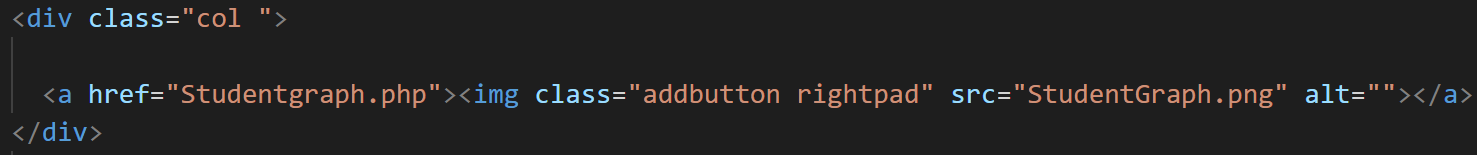 <div class="col ">
<a href="Studentgraph.php"><img class="addbutton rightpad" src="StudentGraph.png" alt=""></a>
</div>